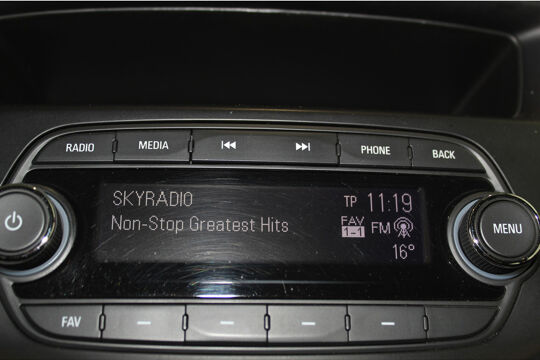 RADIO MEDIA PHONE BACK
SKYRADIO TP 11:19
Non-Stop Greatest Hits FAV 1-1 FM
16°
MENU
FAV